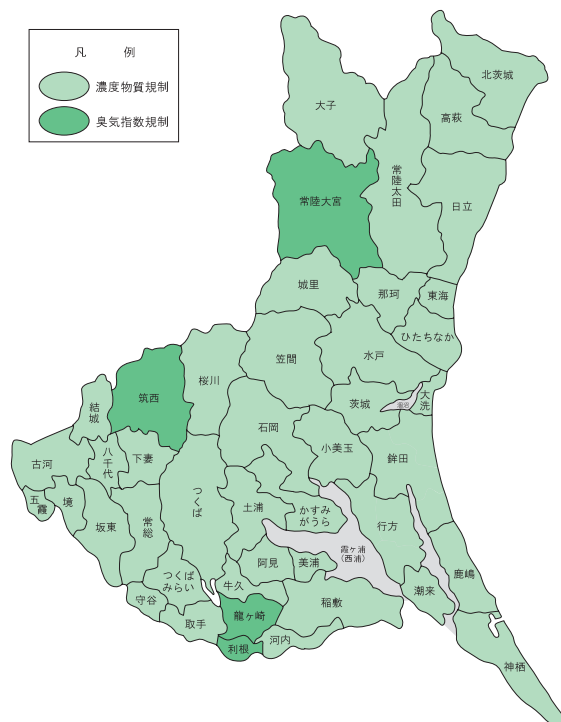 凡例
濃度物質規制
臭気指数規制
北茨城
大子
高萩
常陸太田
常陸大宮
日立
城里
那珂
東海
ひたちなか
水戸
笠間
桜川
筑西
茨城
涸沼
大洗
結城
石岡
小美玉
鉾田
古河
八千代
下妻
つくば
五霞
境
坂東
常総
土浦
かすみ
がうら
行方
霞ヶ浦
(西浦)
阿見
美浦
つくば
みらい
牛久
稲敷
潮来
鹿嶋
守谷
取手
龍ヶ崎
利根
河内
神栖